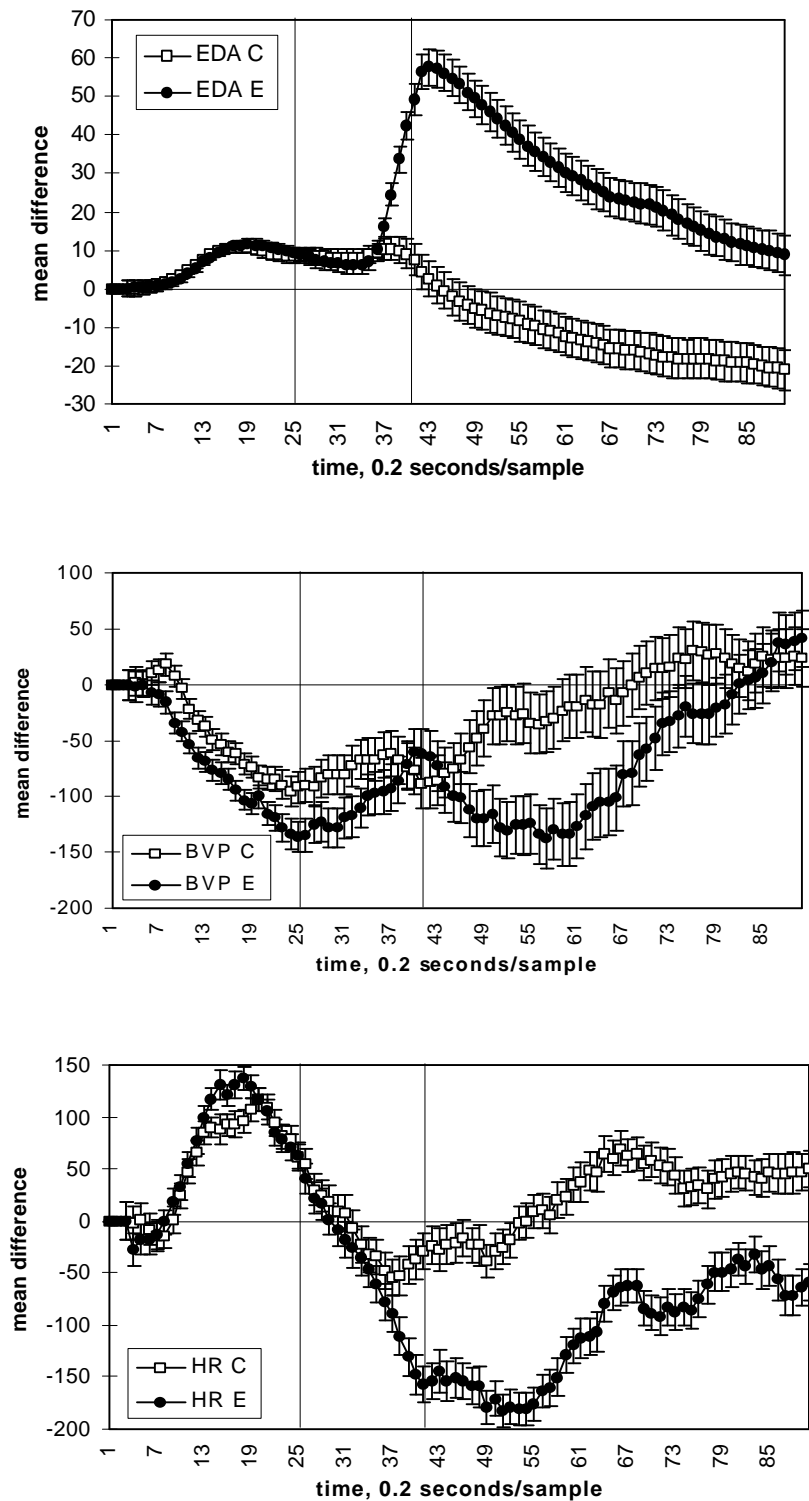 70
60
50
40
30
20
10
0
-10
-20
-30
mean difference
EDA C
EDA E
1 7 13 19 25 31 37 43 49 55 61 67 73 79 85
time, 0.2 seconds/sample
100
50
0
-50
-100
-150
-200
mean difference
BVP C
BVP E
1 7 13 19 25 31 37 43 49 55 61 67 73 79 85
time, 0.2 seconds/sample
150
100
50
0
-50
-100
-150
-200
mean difference
HR C
HR E
1 7 13 19 25 31 37 43 49 55 61 67 73 79 85
time, 0.2 seconds/sample